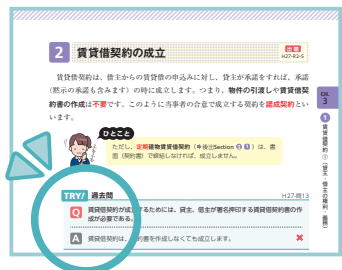 2 賃貸借契約の成立
出題
H27・R2・5
賃貸借契約は、借主からの賃貸借の申込みに対し、貸主が承諾をすれば、承諾
(黙示の承諾も含みます)の時に成立します。つまり、物件の引渡しや賃貸借契
約書の作成は不要です。このように当事者の合意で成立する契約を諾成契約とい
います。
CH.
3
1
賃貸借契約①(貸主・借主の権利・義務)
ひとこと
ただし、定期建物賃貸借契約(➡後出Section ❶ ❶)は、書
面(契約書)で締結しなければ、成立しません。
TRY! 過去問
H27-問13
Q 賃貸借契約が成立するためには、貸主、借主が署名押印する賃貸借契約書の作
成が必要である。
A 賃貸借契約は、契約書を作成しなくても成立します。 ✖